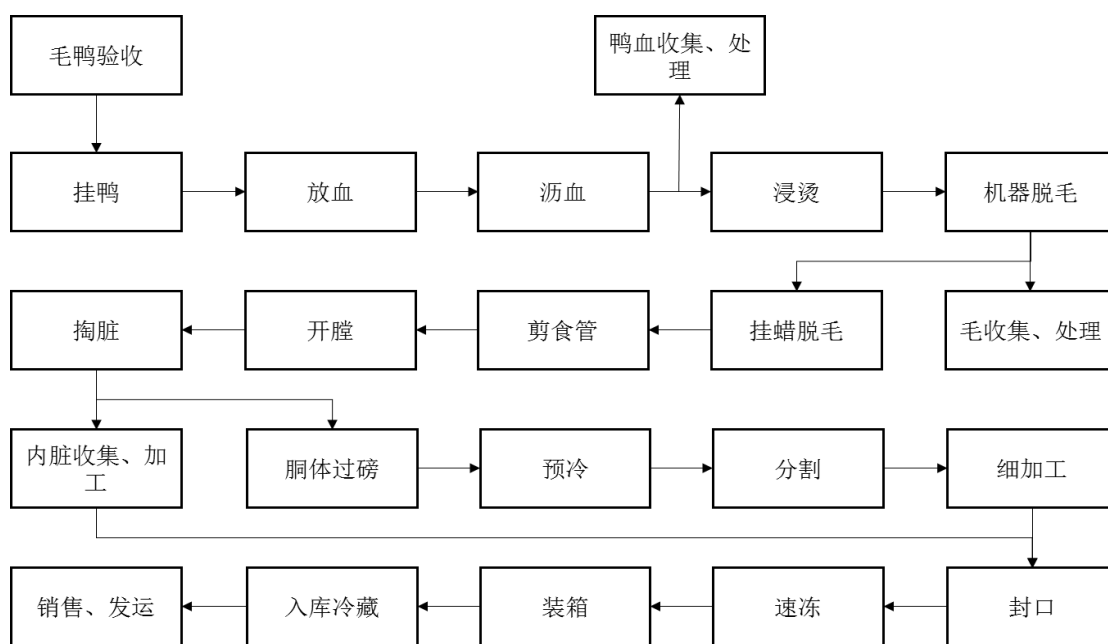 毛鸭验收
鸭血收集、处
理
挂鸭
放血
沥血
浸烫
机器脱毛
掏脏
开膛
剪食管
挂蜡脱毛
毛收集、处理
内脏收集、加
工
胴体过磅
预冷
分割
细加工
销售、发运
入库冷藏
装箱
速冻
封口